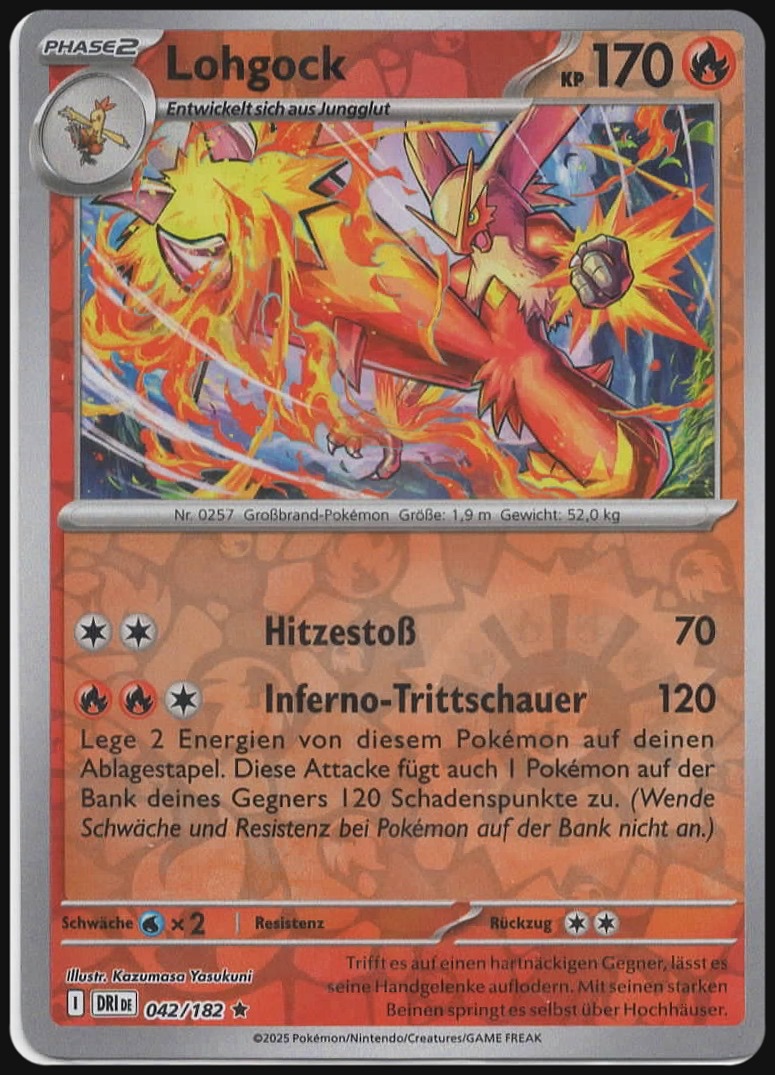 PHASE 2
Lohgock
KP 170
Entwickelt sich aus Jungglut
Nr. 0257 Großbrand-Pokémon Größe: 1,9 m Gewicht: 52,0 kg
Hitzestoß 70
Inferno-Trittschauer 120
Lege 2 Energien von diesem Pokémon auf deinen
Ablagestapel. Diese Attacke fügt auch 1 Pokémon auf der
Bank deines Gegners 120 Schadenspunkte zu. (Wende
Schwäche und Resistenz bei Pokémon auf der Bank nicht an.)
Schwäche ×2 Resistenz Rückzug
Illustr. Kazumasa Yasukuni
I DRI DE 042/182 ★
Trifft es auf einen hartnäckigen Gegner, lässt es
seine Handgelenke auflodern. Mit seinen starken
Beinen springt es selbst über Hochhäuser.
©2025 Pokémon/Nintendo/Creatures/GAME FREAK